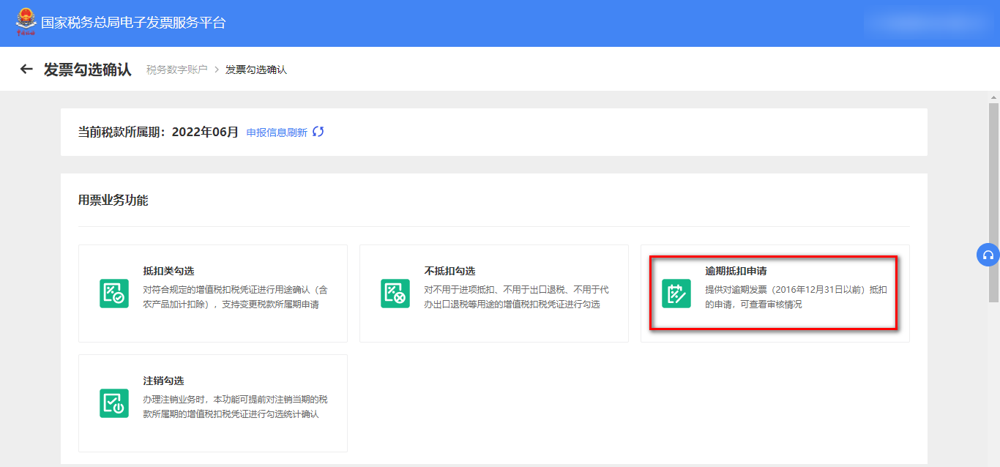 国家税务总局电子发票服务平台
发票勾选确认 税务数字账户 > 发票勾选确认
当前税款所属期：2022年06月 申报信息刷新
用票业务功能
抵扣类勾选
对符合规定的增值税扣税凭证进行用途确认（含
农产品加计扣除），支持变更税款所属期申请
不抵扣勾选
对不用于进项抵扣、不用于出口退税、不用于代
办出口退税等用途的增值税扣税凭证进行勾选
逾期抵扣申请
提供对逾期发票（2016年12月31日以前）抵扣
的申请，可查看审核情况
注销勾选
办理注销业务时，本功能可提前对注销当期的税
款所属期的增值税扣税凭证进行勾选统计确认